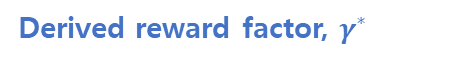 Derived reward factor, γ*